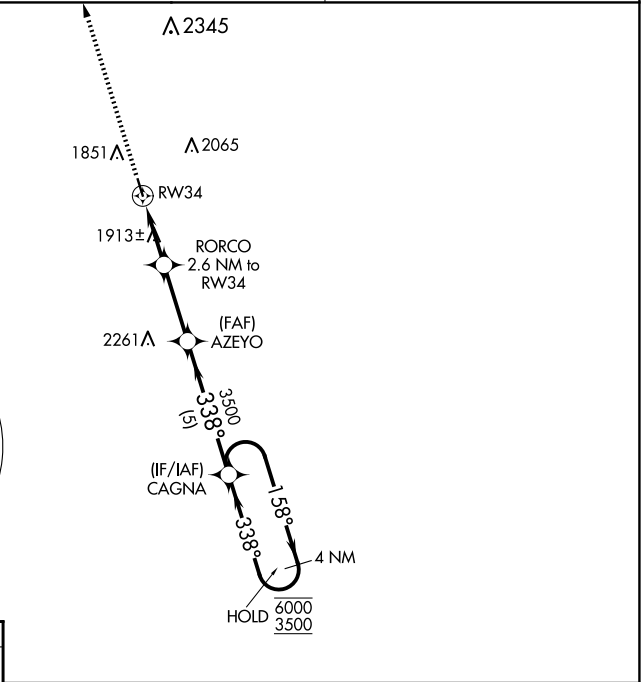 2345
1851
2065
RW34
1913±
RORCO
2.6 NM to
RW34
(FAF)
AZEYO
2261
3500
338°
(5)
(IF/IAF)
CAGNA
158°
338°
4 NM
HOLD
6000
3500